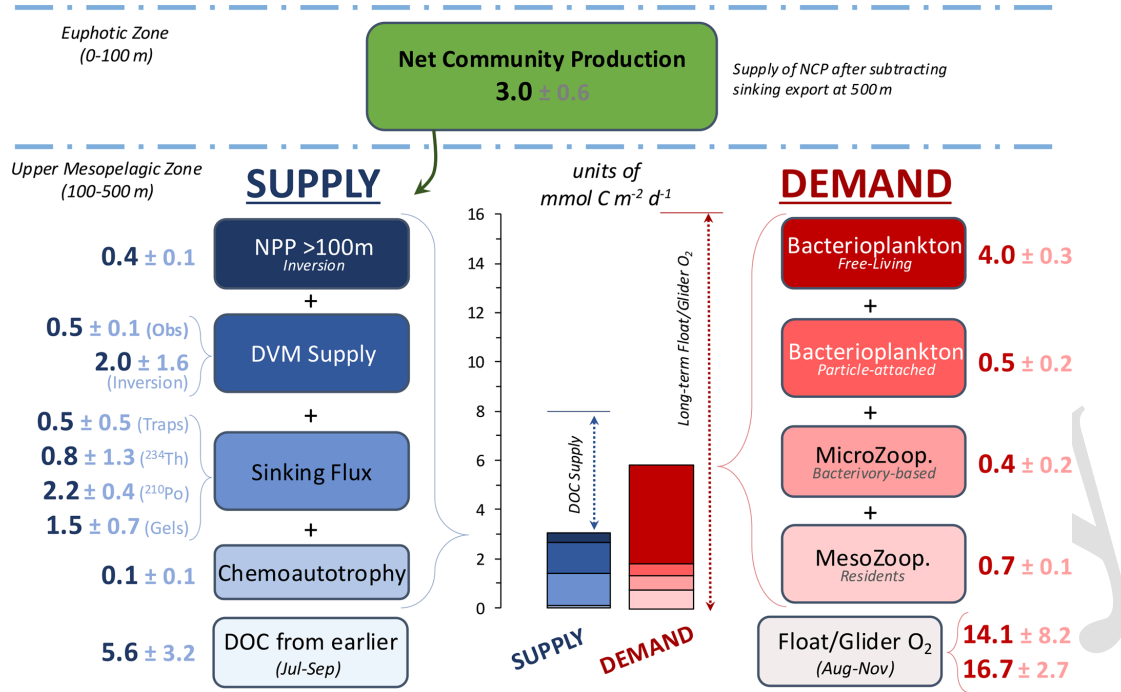 Euphotic Zone
(0-100 m)
Net Community Production
3.0 ± 0.6
Supply of NCP after subtracting
sinking export at 500 m
Upper Mesopelagic Zone
(100-500 m)
SUPPLY
units of
mmol C m⁻² d⁻¹
DEMAND
0.4 ± 0.1
NPP >100m
Inversion
+
0.5 ± 0.1 (Obs)
2.0 ± 1.6
(Inversion)
DVM Supply
+
0.5 ± 0.5 (Traps)
0.8 ± 1.3 (²³⁴Th)
2.2 ± 0.4 (²¹⁰Po)
1.5 ± 0.7 (Gels)
Sinking Flux
+
0.1 ± 0.1
Chemoautotrophy
5.6 ± 3.2
DOC from earlier
(Jul-Sep)
16
14
12
10
8
6
4
2
0
DOC Supply
Long-term Float/Glider O₂
SUPPLY
DEMAND
Bacterioplankton
Free-Living
4.0 ± 0.3
+
Bacterioplankton
Particle-attached
0.5 ± 0.2
+
MicroZoop.
Bacterivory-based
0.4 ± 0.2
+
MesoZoop.
Residents
0.7 ± 0.1
Float/Glider O₂
(Aug-Nov)
14.1 ± 8.2
16.7 ± 2.7
y